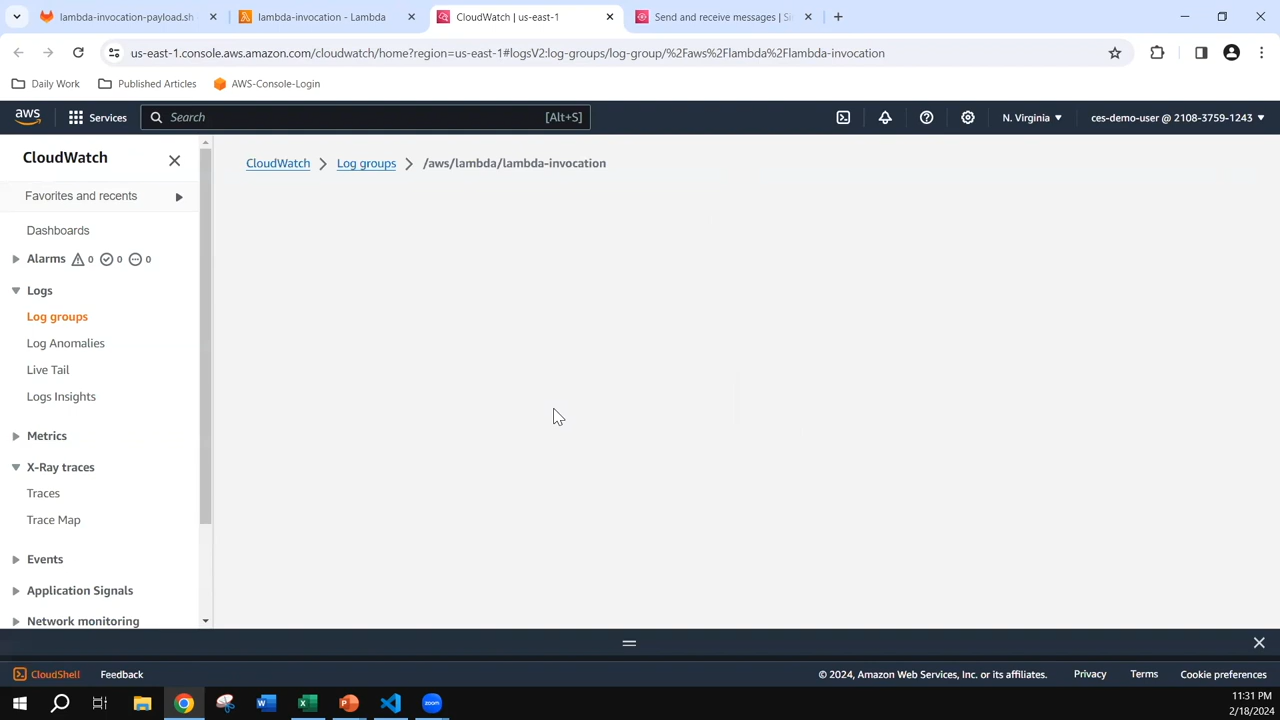 lambda-invocation-payload.sh
lambda-invocation - Lambda
CloudWatch | us-east-1
Send and receive messages | Si
us-east-1.console.aws.amazon.com/cloudwatch/home?region=us-east-1#logsV2:log-groups/log-group/%2Faws%2Flambda%2Flambda-invocation
Daily Work
Published Articles
AWS-Console-Login
aws
Services
Search
[Alt+S]
N. Virginia
ces-demo-user @ 2108-3759-1243
CloudWatch
CloudWatch
Log groups
/aws/lambda/lambda-invocation
Favorites and recents
Dashboards
Alarms 0 0 0
Logs
Log groups
Log Anomalies
Live Tail
Logs Insights
Metrics
X-Ray traces
Traces
Trace Map
Events
Application Signals
Network monitoring
CloudShell
Feedback
© 2024, Amazon Web Services, Inc. or its affiliates.
Privacy
Terms
Cookie preferences
zoom
11:31 PM
2/18/2024